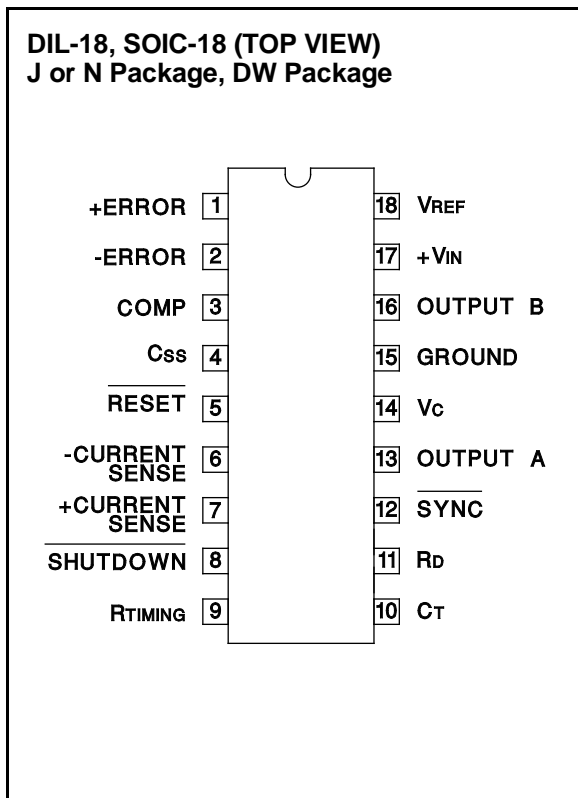 DIL-18, SOIC-18 (TOP VIEW)
J or N Package, DW Package
+ERROR 1 18 VREF
-ERROR 2 17 +VIN
COMP 3 16 OUTPUT B
CSS 4 15 GROUND
RESET 5 14 VC
-CURRENT SENSE 6 13 OUTPUT A
+CURRENT SENSE 7 12 SYNC
SHUTDOWN 8 11 RD
RTIMING 9 10 CT